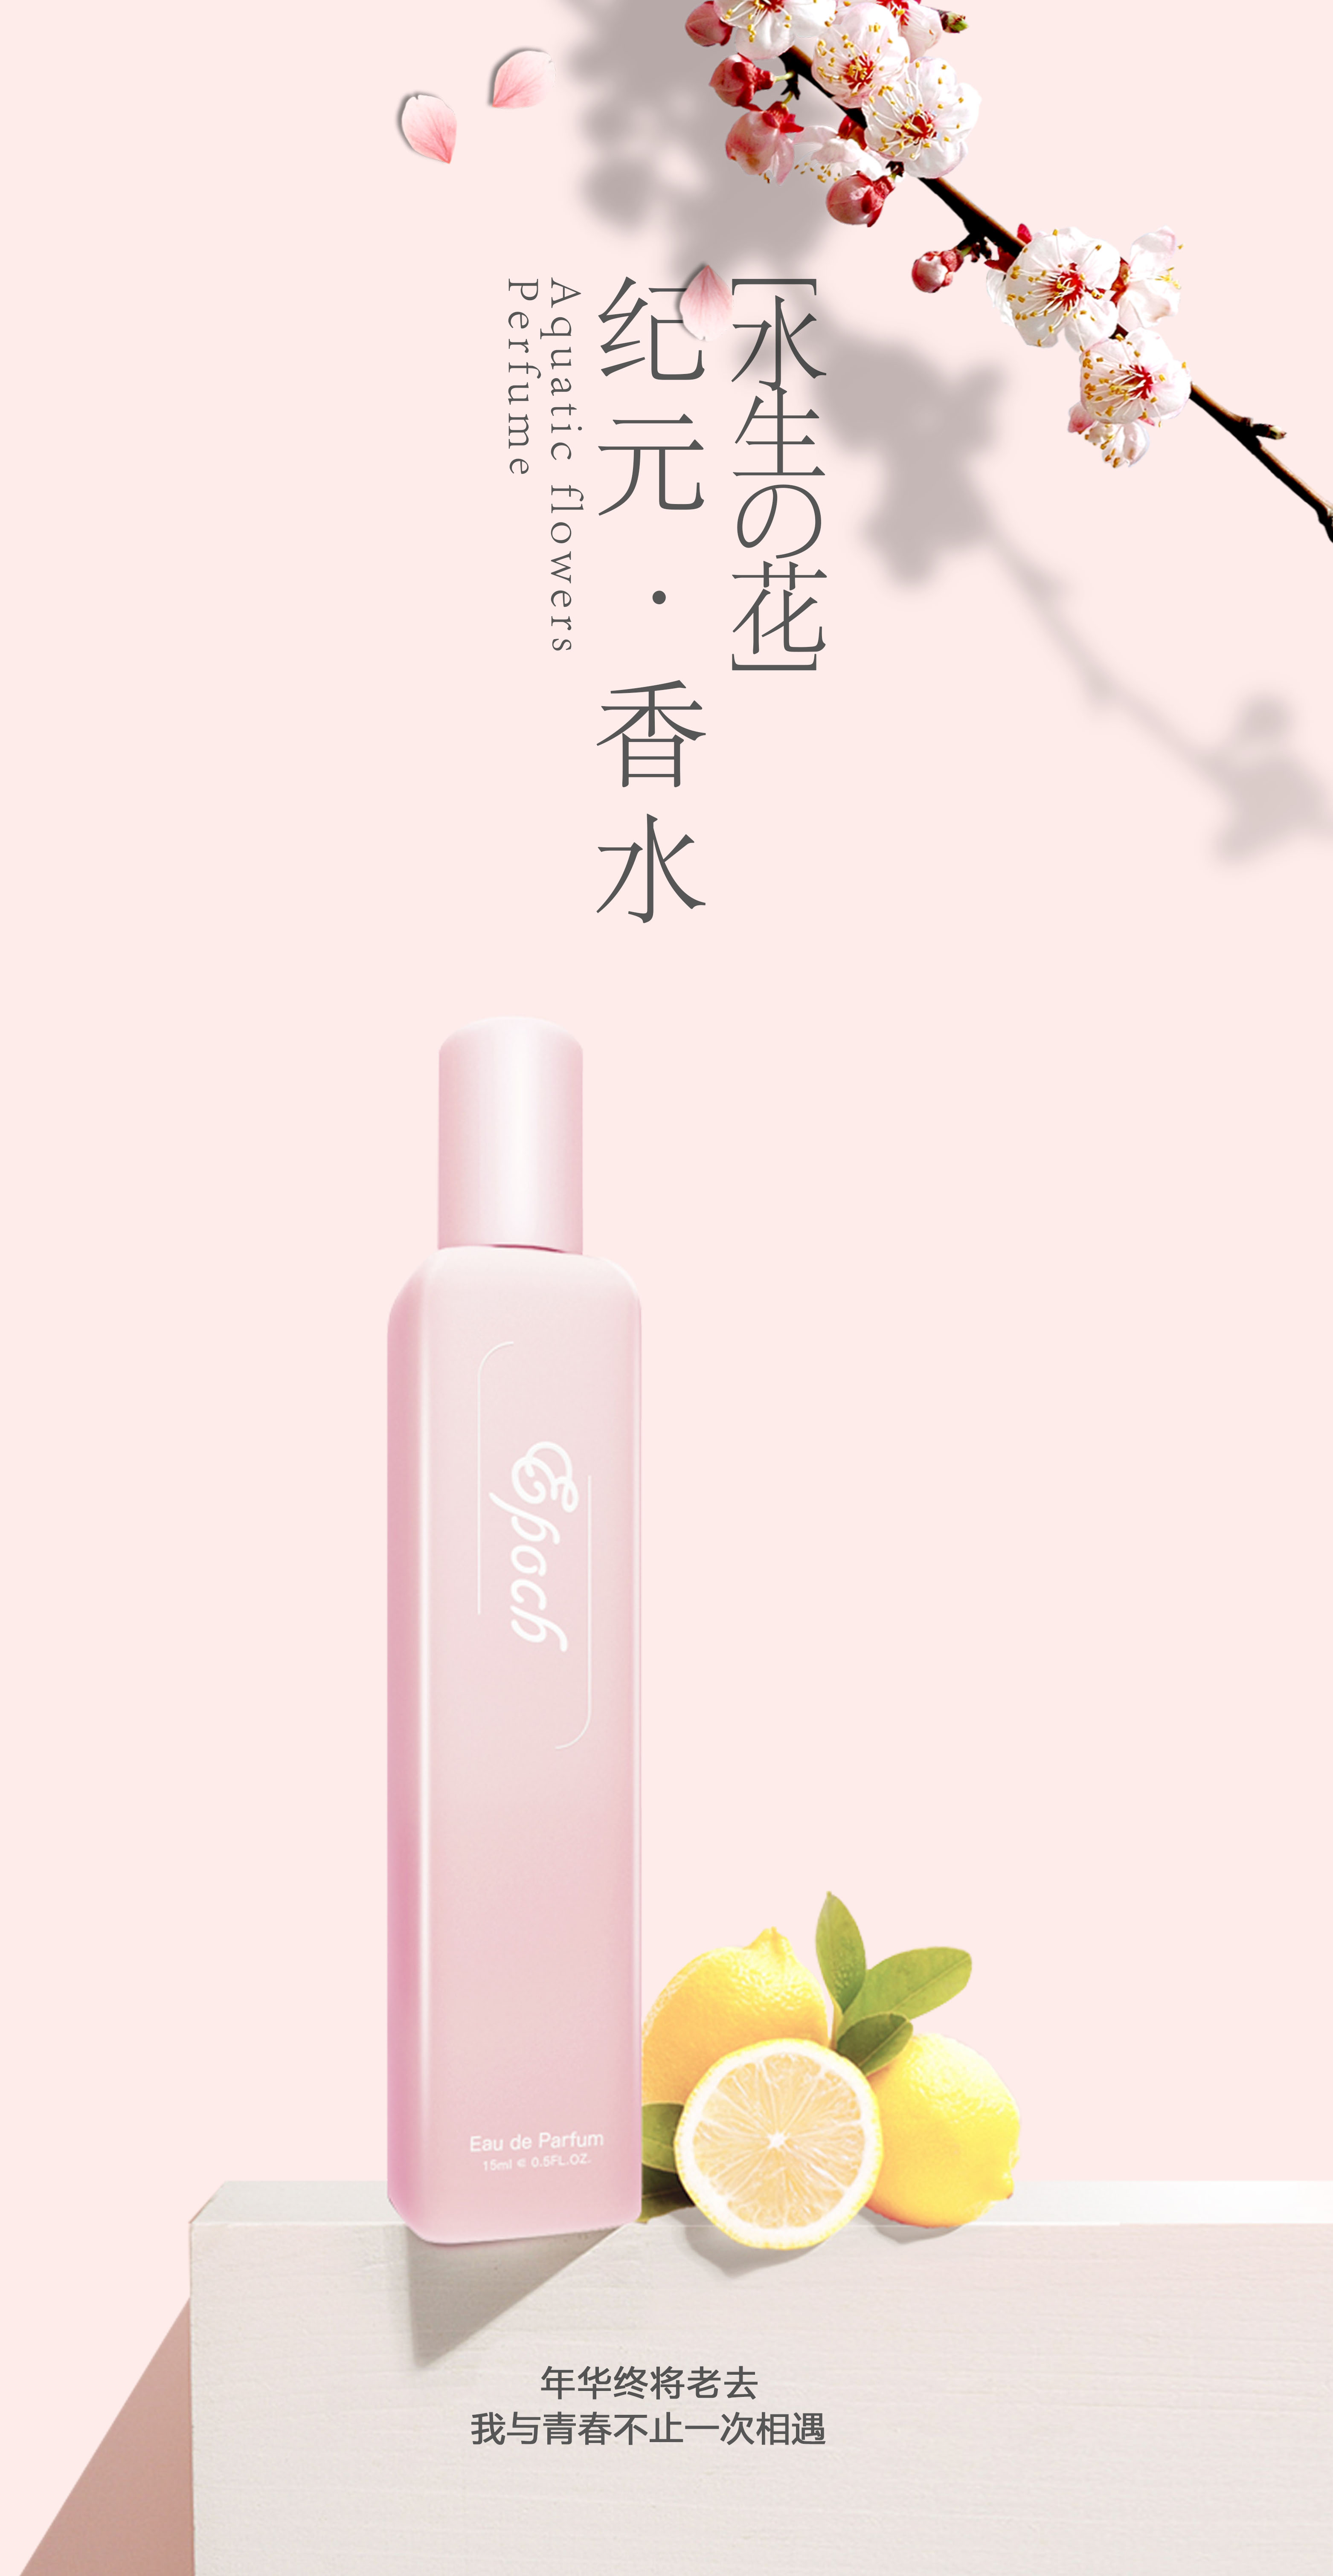 [水生の花]
纪元·香水
Aquatic flowers
Perfume
Epoch
Eau de Parfum
15ml e 0.5FL.OZ.
年华终将老去
我与青春不止一次相遇